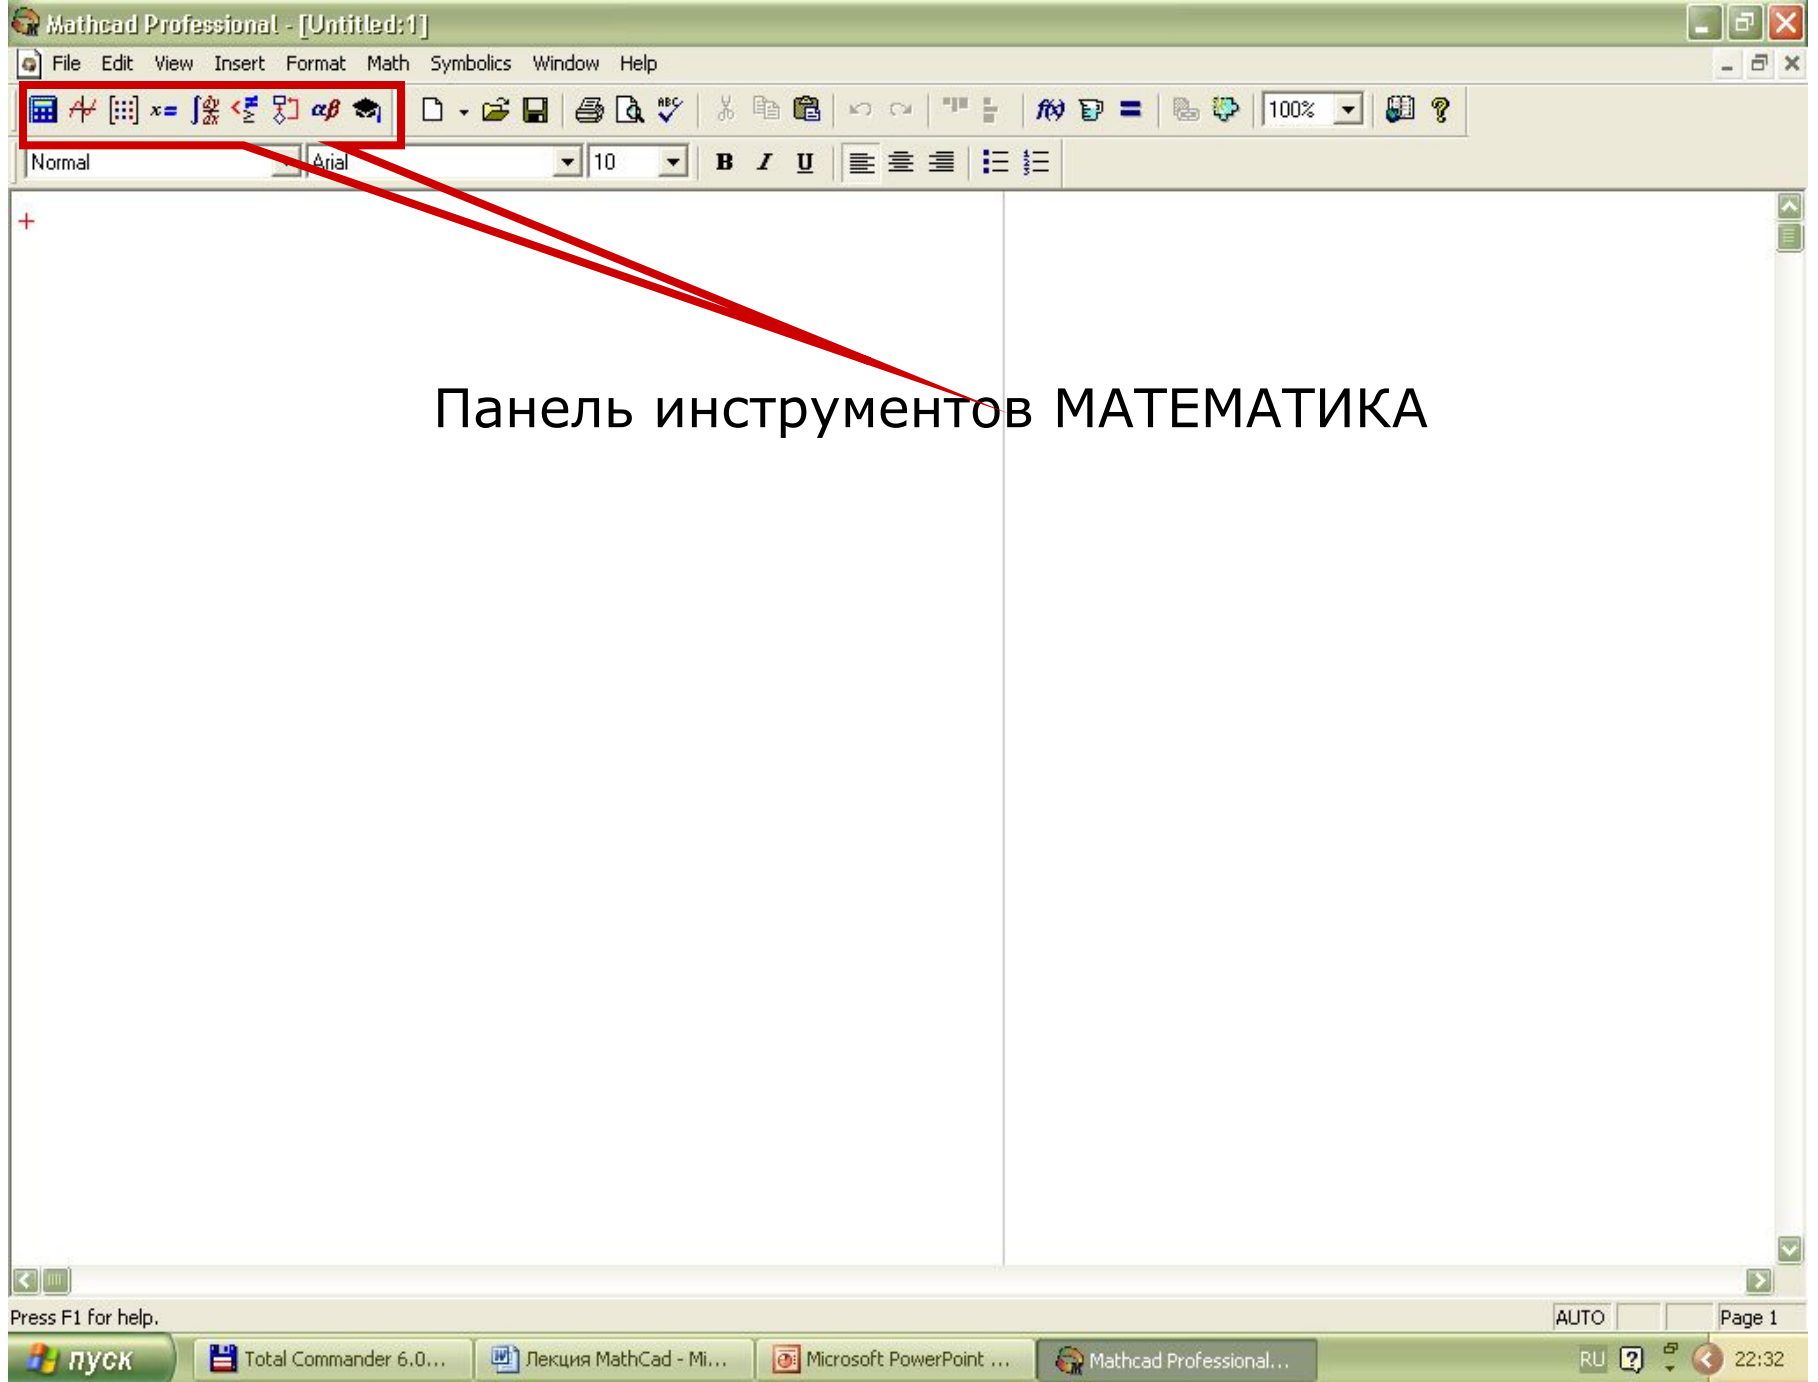 Mathcad Professional - [Untitled:1]
File Edit View Insert Format Math Symbolics Window Help
100%
Normal Arial 10 B I U
Панель инструментов МАТЕМАТИКА
Press F1 for help. AUTO Page 1
пуск Total Commander 6.0... Лекция MathCad - Mi... Microsoft PowerPoint ... Mathcad Professional... RU 22:32